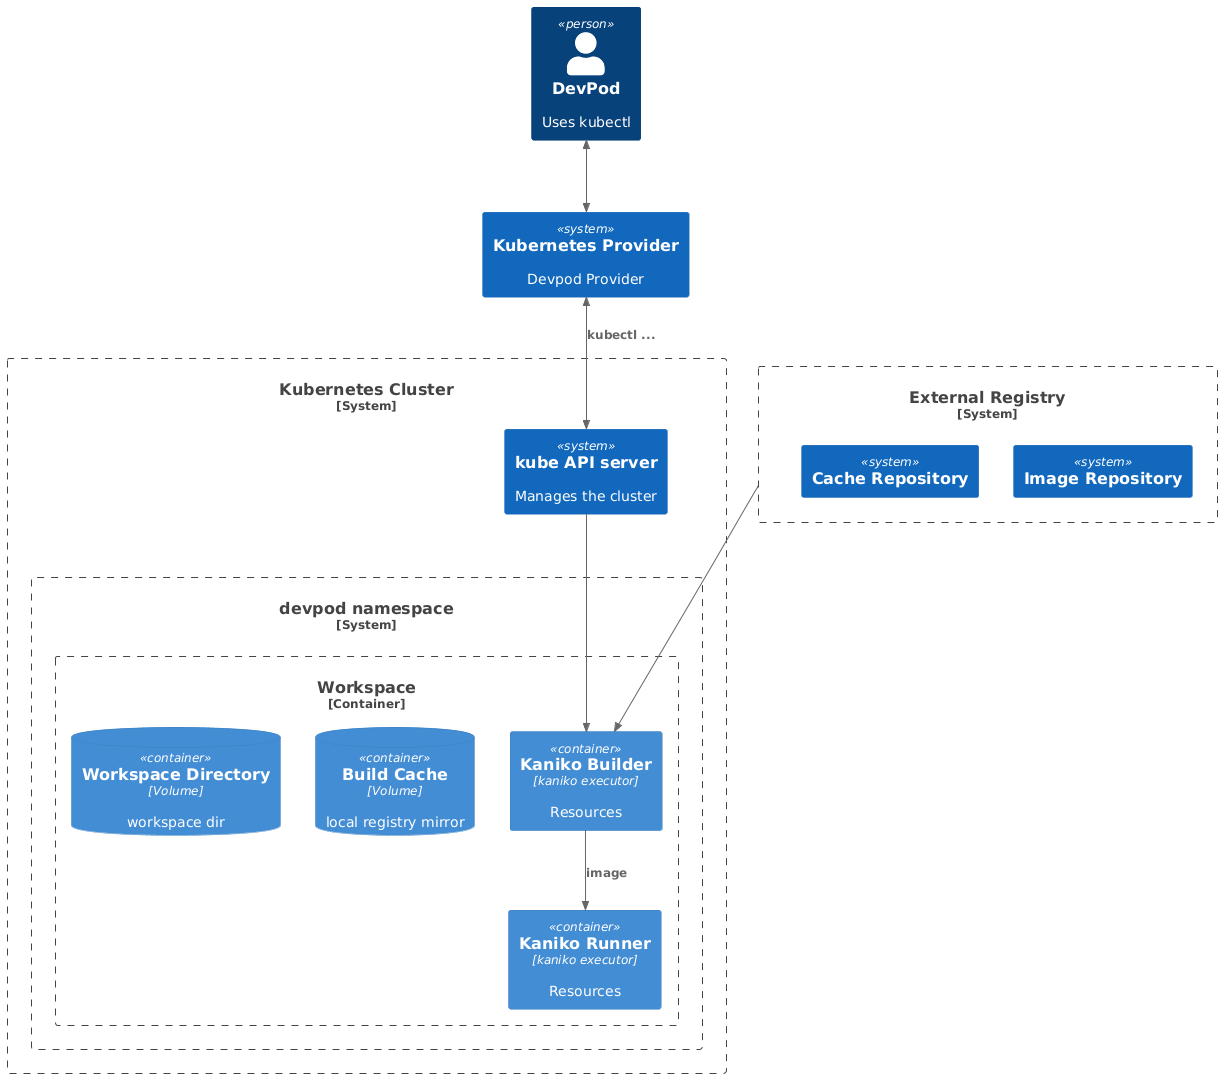 «person»
DevPod
Uses kubectl
«system»
Kubernetes Provider
Devpod Provider
kubectl ...
Kubernetes Cluster
[System]
«system»
kube API server
Manages the cluster
External Registry
[System]
«system»
Cache Repository
«system»
Image Repository
devpod namespace
[System]
Workspace
[Container]
«container»
Workspace Directory
[Volume]
workspace dir
«container»
Build Cache
[Volume]
local registry mirror
«container»
Kaniko Builder
[kaniko executor]
Resources
image
«container»
Kaniko Runner
[kaniko executor]
Resources